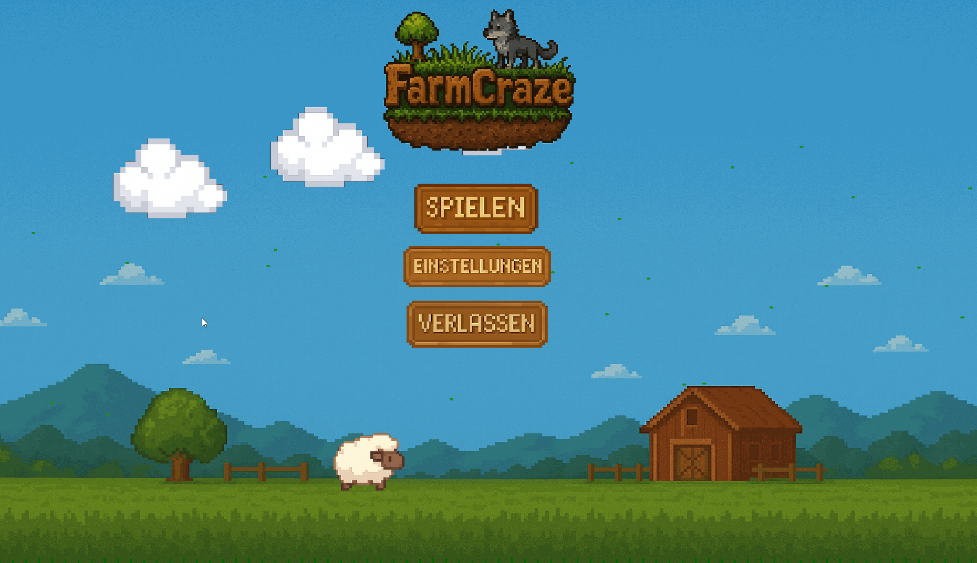 FarmCraze
SPIELEN
EINSTELLUNGEN
VERLASSEN